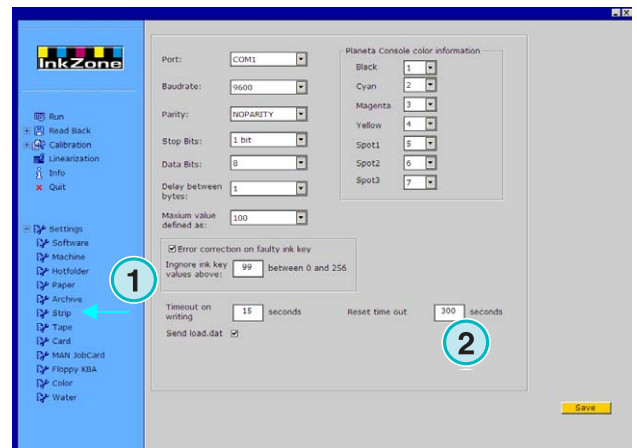 InkZone
Run
Read Back
Calibration
Linearization
Info
Quit
Settings
Software
Machine
Hotfolder
Paper
Archive
Strip
Tape
Card
MAN JobCard
Floppy KBA
Color
Water
1
Port: COM1
Baudrate: 9600
Parity: NOPARITY
Stop Bits: 1 bit
Data Bits: 8
Delay between 1
bytes:
Maxium value 100
defined as:
Planeta Console color information
Black 1
Cyan 2
Magenta 3
Yellow 4
Spot1 5
Spot2 6
Spot3 7
Error correction on faulty ink key
Ingnore ink key 99 between 0 and 256
values above:
Timeout on 15 seconds
writing
Reset time out 300 seconds
Send load.dat
2
Save